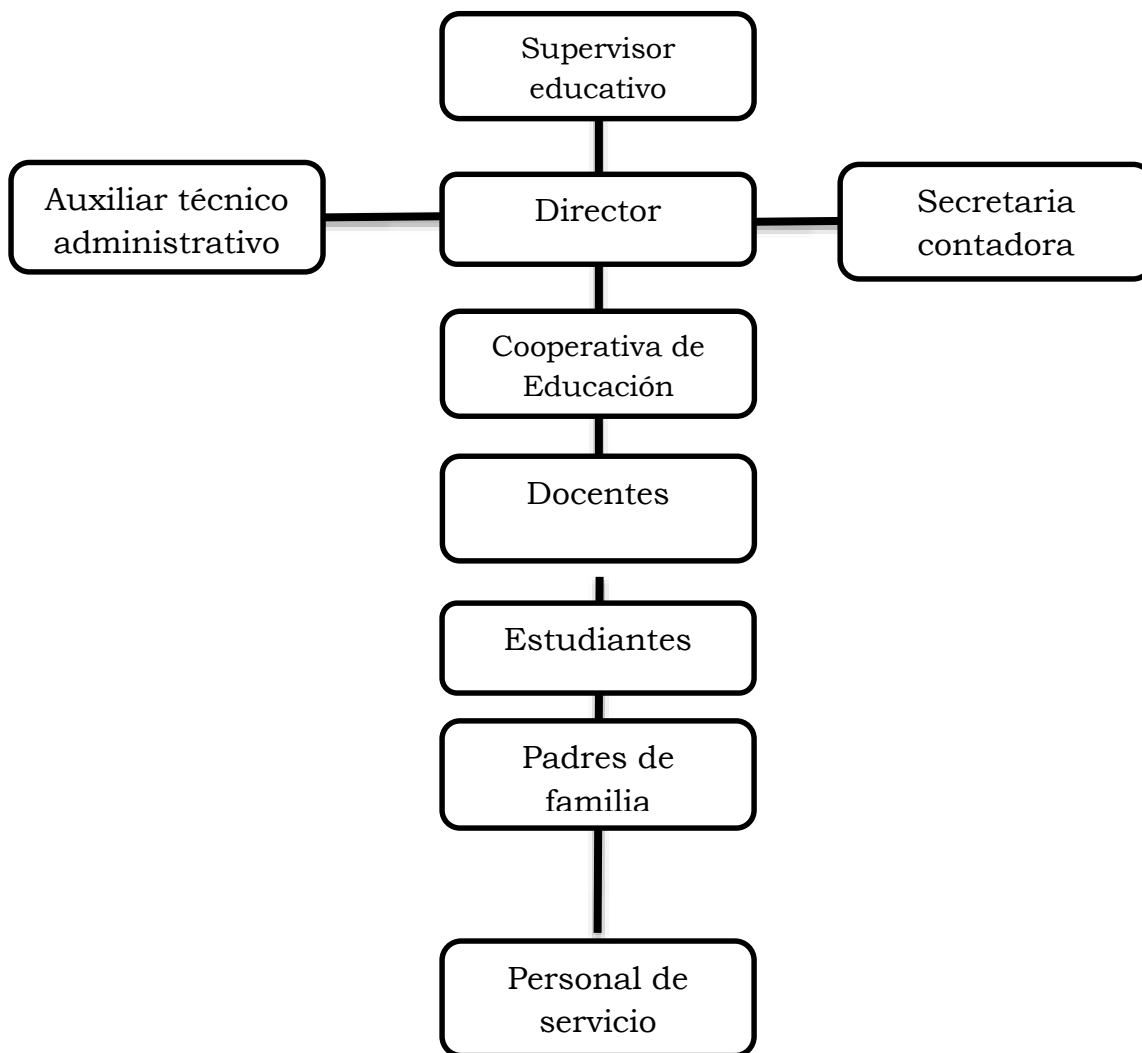 Supervisor
educativo
Auxiliar técnico
administrativo
Director
Secretaria
contadora
Cooperativa de
Educación
Docentes
Estudiantes
Padres de
familia
Personal de
servicio